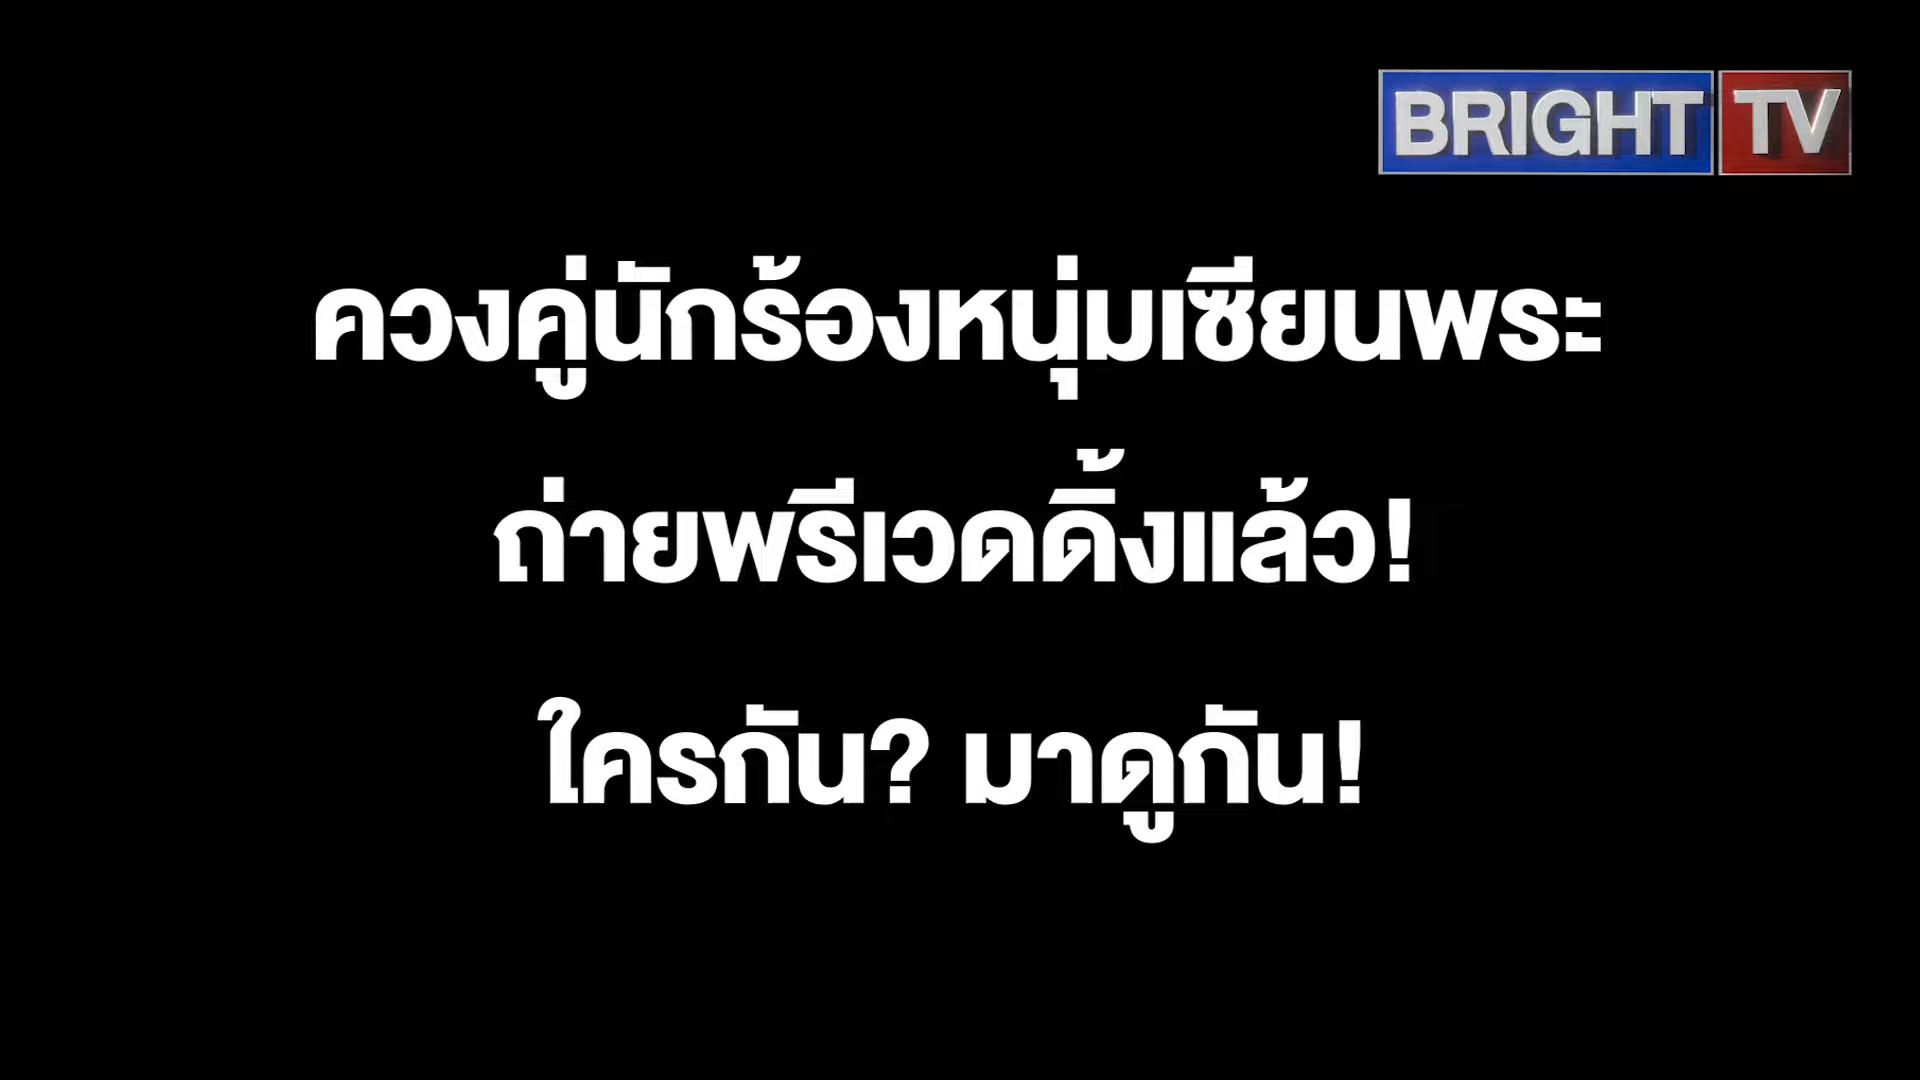 BRIGHT TV
ควงคู่นักร้องหนุ่มเซียนพระ
ถ่ายพรีเวดดิ้งแล้ว!
ใครกัน? มาดูกัน!